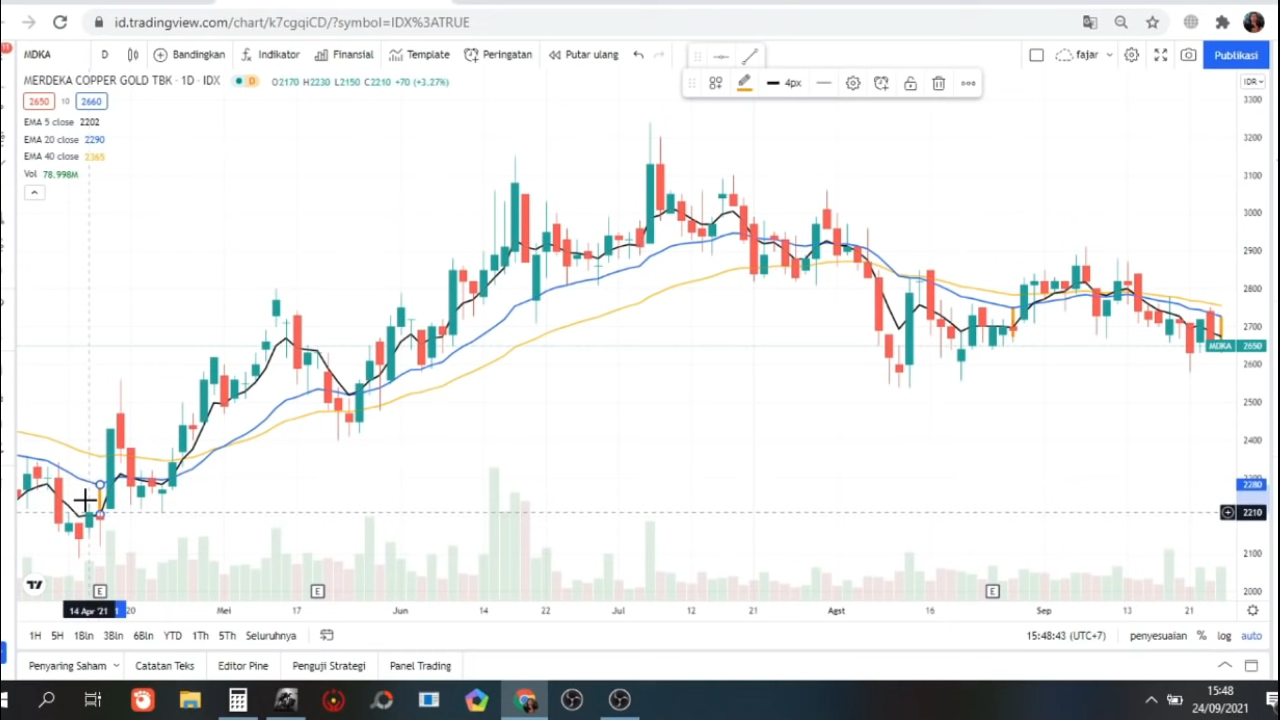 id.tradingview.com/chart/k7cgqiCD/?symbol=IDX%3ATRUE
11
MDKA D Bandingkan Indikator Finansial Template Peringatan Putar ulang fajar Publikasi
4px
MERDEKA COPPER GOLD TBK · 1D · IDX D O2170 H2230 L2150 C2210 +70 (+3.27%)
IDR
2650 10 2660
EMA 5 close 2202
EMA 20 close 2290
EMA 40 close 2365
Vol 78.998M
3300
3200
3100
3000
2900
2800
2700
MDKA 2650
2600
2500
2400
2300
2280
2210
2100
2000
E E E
14 Apr '21 20 Mei 17 Jun 14 22 Jul 12 21 Agst 16 Sep 13 21
1H 5H 1Bln 3Bln 6Bln YTD 1Th 5Th Seluruhnya 15:48:43 (UTC+7) penyesuaian % log auto
Penyaring Saham Catatan Teks Editor Pine Penguji Strategi Panel Trading
15:48
24/09/2021